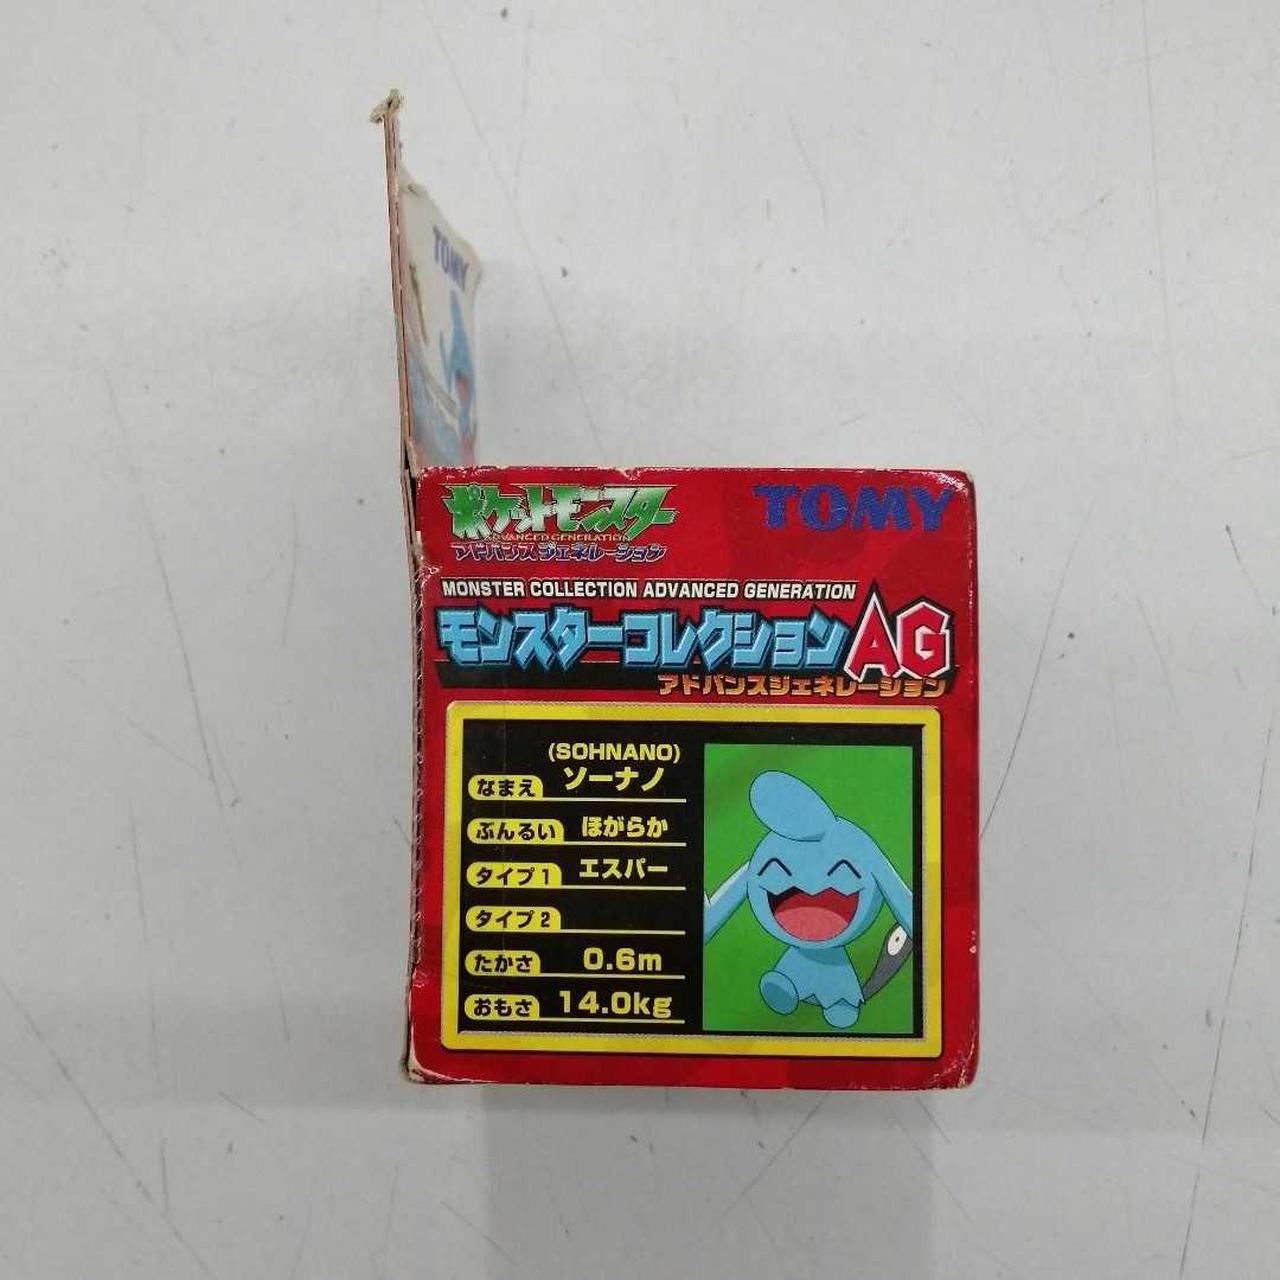 TOMY
ポケットモンスター
ADVANCED GENERATION
アドバンスジェネレーション
TOMY
MONSTER COLLECTION ADVANCED GENERATION
モンスターコレクションAG
アドバンスジェネレーション
(SOHNANO)
なまえ ソーナノ
ぶんるい ほがらか
タイプ1 エスパー
タイプ2
たかさ 0.6m
おもさ 14.0kg